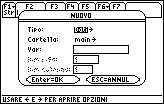 F1 F2 F3 F4 F5 F6 F7
Str
NUOVO
Tipo:
Cartella: main→
Var:
Enter=OK ESC=ANNUL
USARE ← E → PER APRIRE OPZIONI